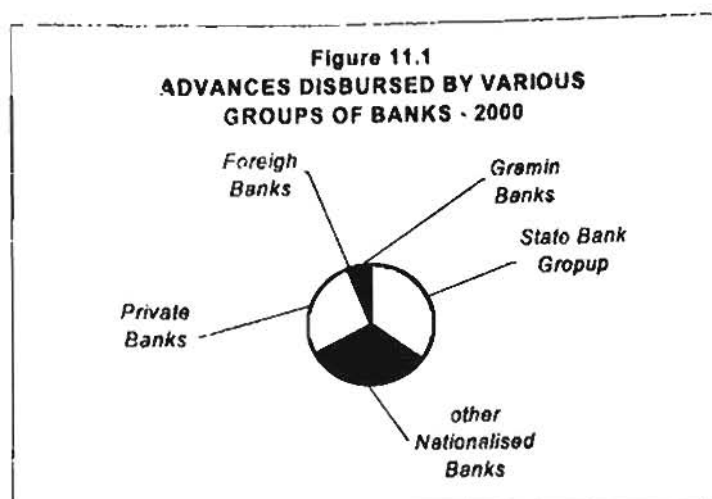 Figure 11.1
ADVANCES DISBURSED BY VARIOUS
GROUPS OF BANKS - 2000
Foreigh
Banks
Gramin
Banks
State Bank
Gropup
Private
Banks
other
Nationalised
Banks